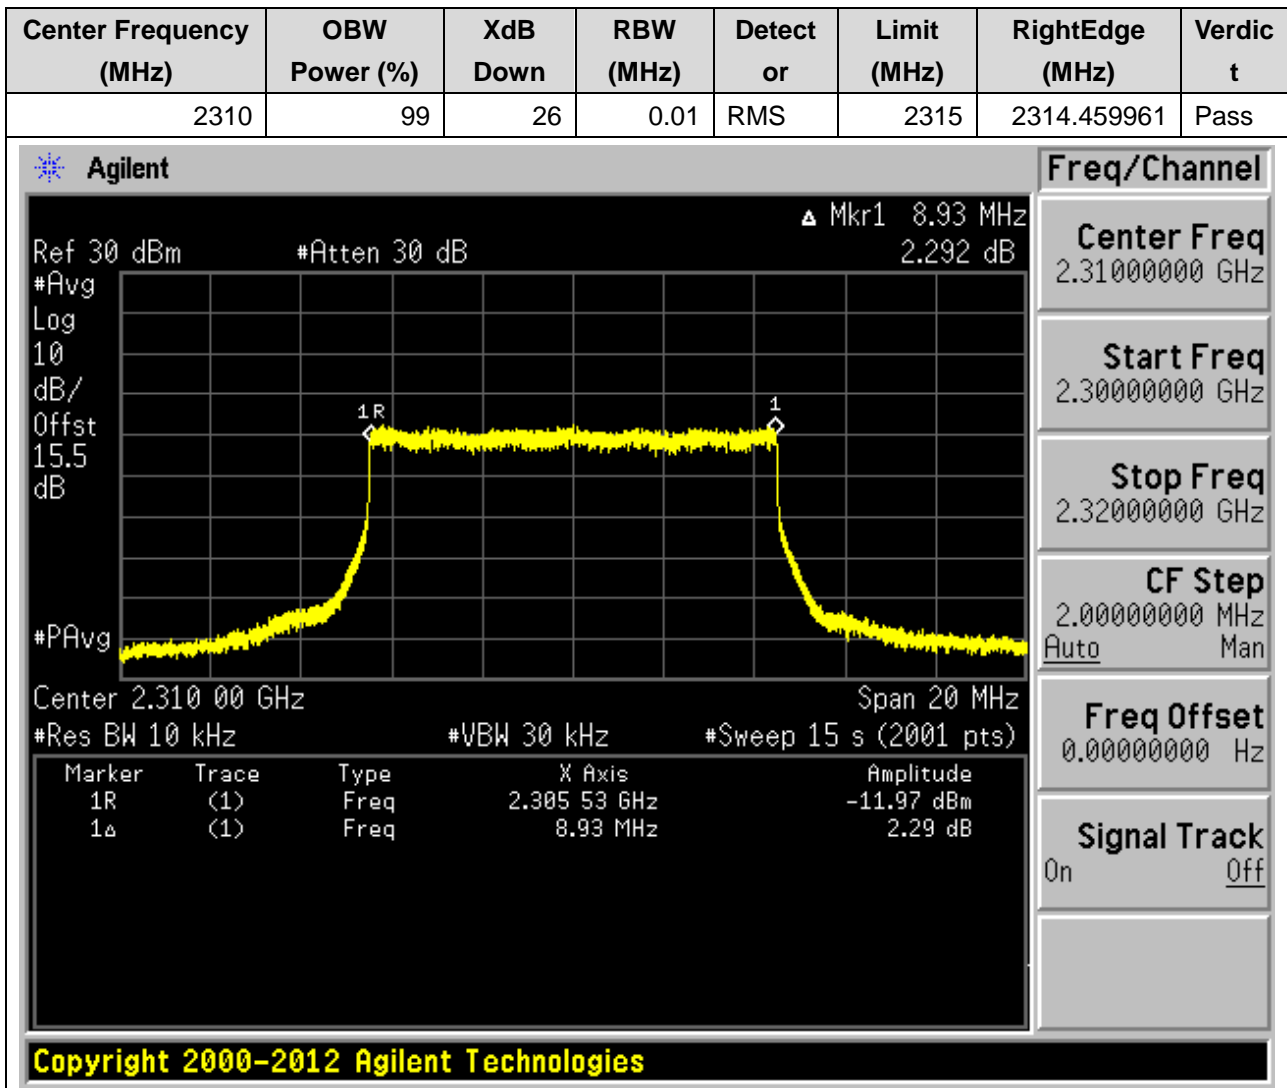 Center Frequency (MHz) OBW Power (%) XdB Down RBW (MHz) Detect or Limit (MHz) RightEdge (MHz) Verdic t
2310 99 26 0.01 RMS 2315 2314.459961 Pass
Agilent
Freq/Channel
Δ Mkr1 8.93 MHz
Ref 30 dBm #Atten 30 dB 2.292 dB
#Avg
Log
10
dB/
Offst
15.5
dB
1R
1
#PAvg
Center 2.310 00 GHz Span 20 MHz
#Res BW 10 kHz #VBW 30 kHz #Sweep 15 s (2001 pts)
Marker Trace Type X Axis Amplitude
1R (1) Freq 2.305 53 GHz -11.97 dBm
1Δ (1) Freq 8.93 MHz 2.29 dB
Center Freq
2.31000000 GHz
Start Freq
2.30000000 GHz
Stop Freq
2.32000000 GHz
CF Step
2.00000000 MHz
Auto Man
Freq Offset
0.00000000 Hz
Signal Track
On Off
Copyright 2000-2012 Agilent Technologies